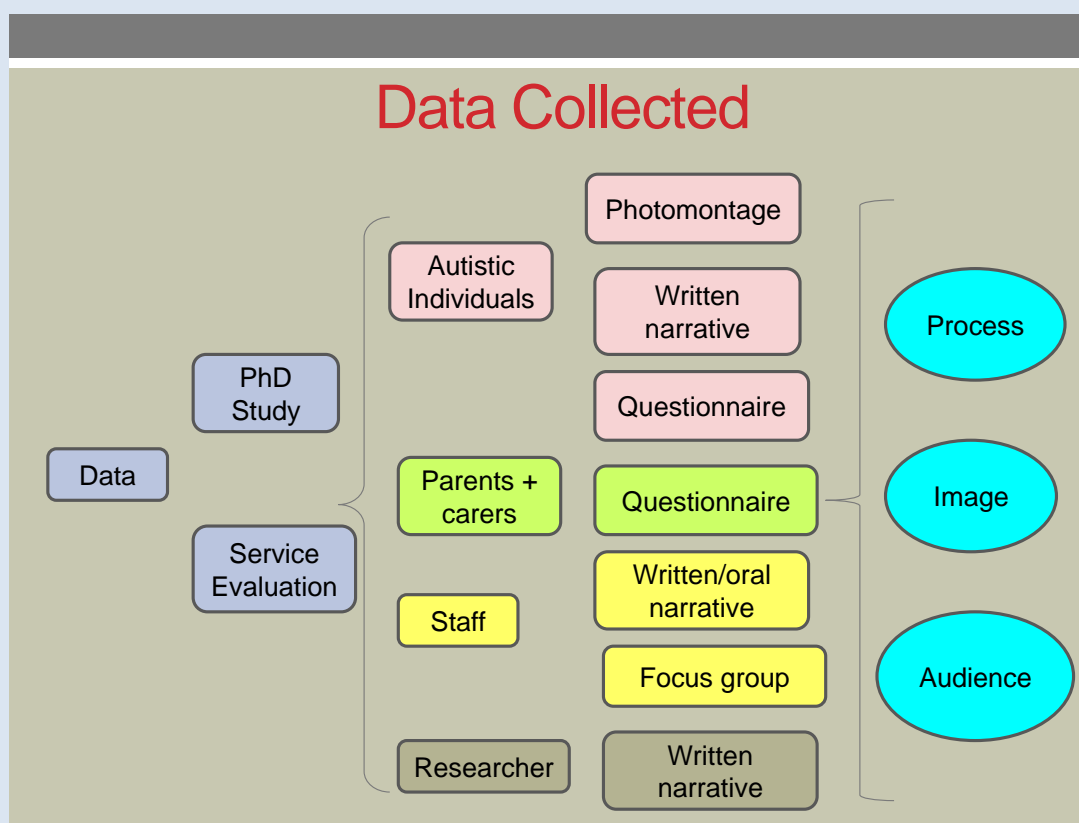 Data Collected
Data
PhD
Study
Service
Evaluation
Autistic
Individuals
Parents +
carers
Staff
Researcher
Photomontage
Written
narrative
Questionnaire
Questionnaire
Written/oral
narrative
Focus group
Written
narrative
Process
Image
Audience